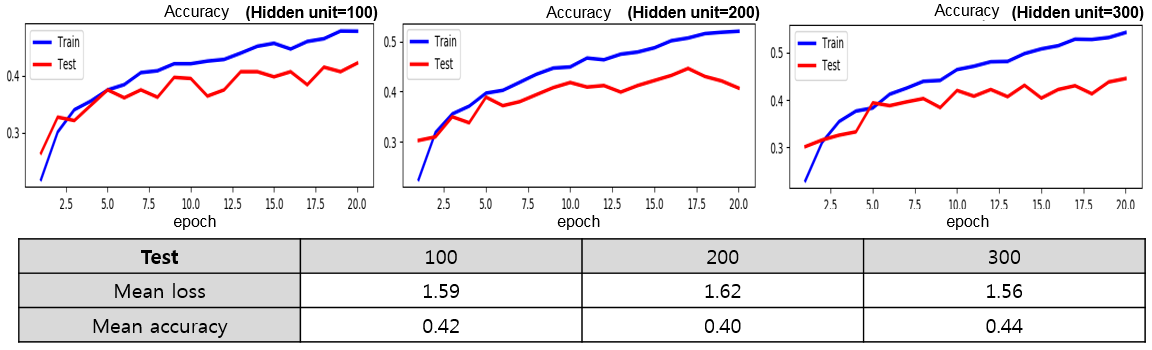 Accuracy (Hidden unit=100)
Train
Test
0.4
0.3
2.5 5.0 7.5 10.0 12.5 15.0 17.5 20.0
epoch
Accuracy (Hidden unit=200)
Train
Test
0.5
0.4
0.3
2.5 5.0 7.5 10.0 12.5 15.0 17.5 20.0
epoch
Accuracy (Hidden unit=300)
Train
Test
0.5
0.4
0.3
2.5 5.0 7.5 10.0 12.5 15.0 17.5 20.0
epoch
Test 100 200 300
Mean loss 1.59 1.62 1.56
Mean accuracy 0.42 0.40 0.44